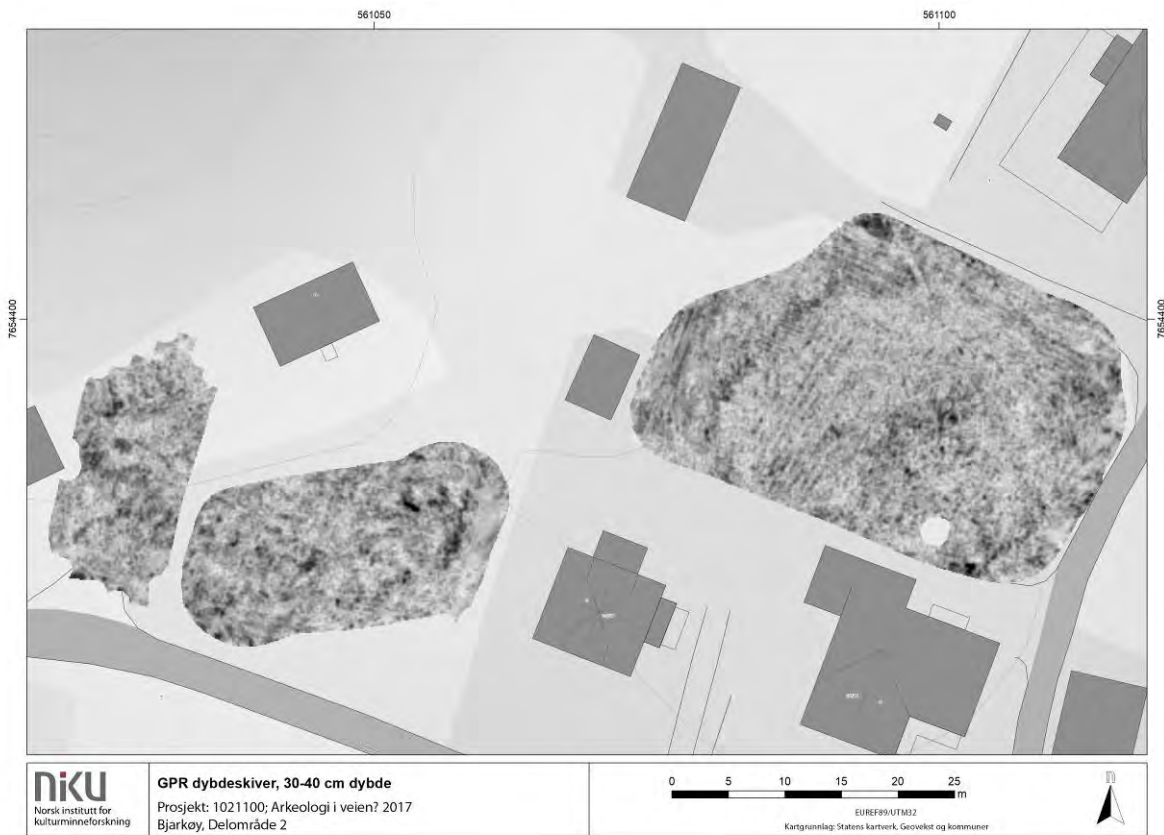 561050
561100
7654400
7654400
niku
Norsk institutt for
kulturminneforskning
GPR dybdeskiver, 30-40 cm dybde
Prosjekt: 1021100; Arkeologi i veien? 2017
Bjarkøy, Delområde 2
0 5 10 15 20 25
m
EUREF89/UTM32
Kartgrunnlag: Statens kartverk, Geovekst og kommuner
n